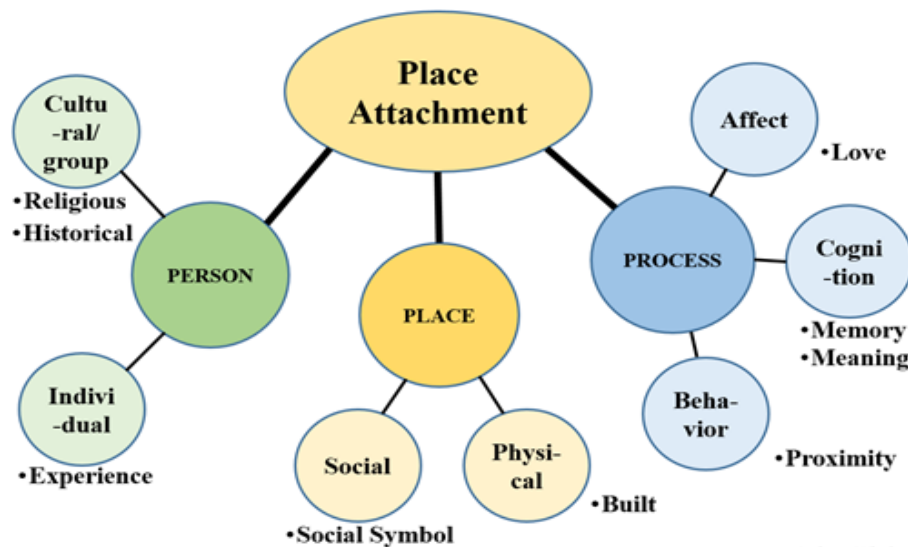 Place
Attachment
Cultu
-ral/
group
•Religious
•Historical
PERSON
Indivi
-dual
•Experience
PLACE
Social
•Social Symbol
Physi-
cal
•Built
PROCESS
Affect
•Love
Cogni
-tion
•Memory
•Meaning
Beha-
vior
•Proximity